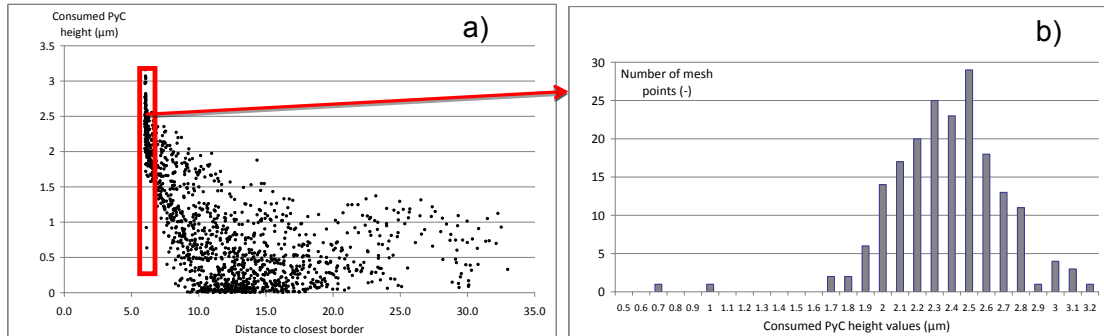 Consumed PyC
height (µm)
a)
3.5
3
2.5
2
1.5
1
0.5
0
0.0 5.0 10.0 15.0 20.0 25.0 30.0 35.0
Distance to closest border
b)
Number of mesh
points (-)
30
25
20
15
10
5
0
0.5 0.6 0.7 0.8 0.9 1 1.1 1.2 1.3 1.4 1.5 1.6 1.7 1.8 1.9 2 2.1 2.2 2.3 2.4 2.5 2.6 2.7 2.8 2.9 3 3.1 3.2
Consumed PyC height values (µm)